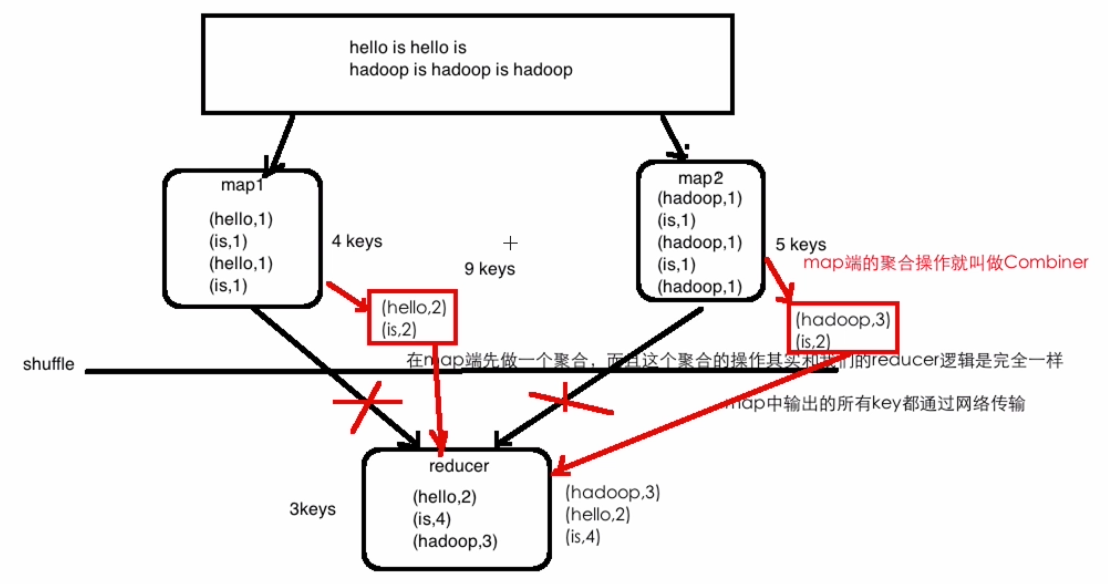 hello is hello is
hadoop is hadoop is hadoop
map1
(hello,1)
(is,1)
(hello,1)
(is,1)
4 keys
9 keys
map2
(hadoop,1)
(is,1)
(hadoop,1)
(is,1)
(hadoop,1)
5 keys
map端的聚合操作就叫做Combiner
(hello,2)
(is,2)
(hadoop,3)
(is,2)
shuffle
在map端先做一个聚合，而且这个聚合的操作其实和我们的reducer逻辑是完全一样
map中输出的所有key都通过网络传输
reducer
(hello,2)
(is,4)
(hadoop,3)
3keys
(hadoop,3)
(hello,2)
(is,4)